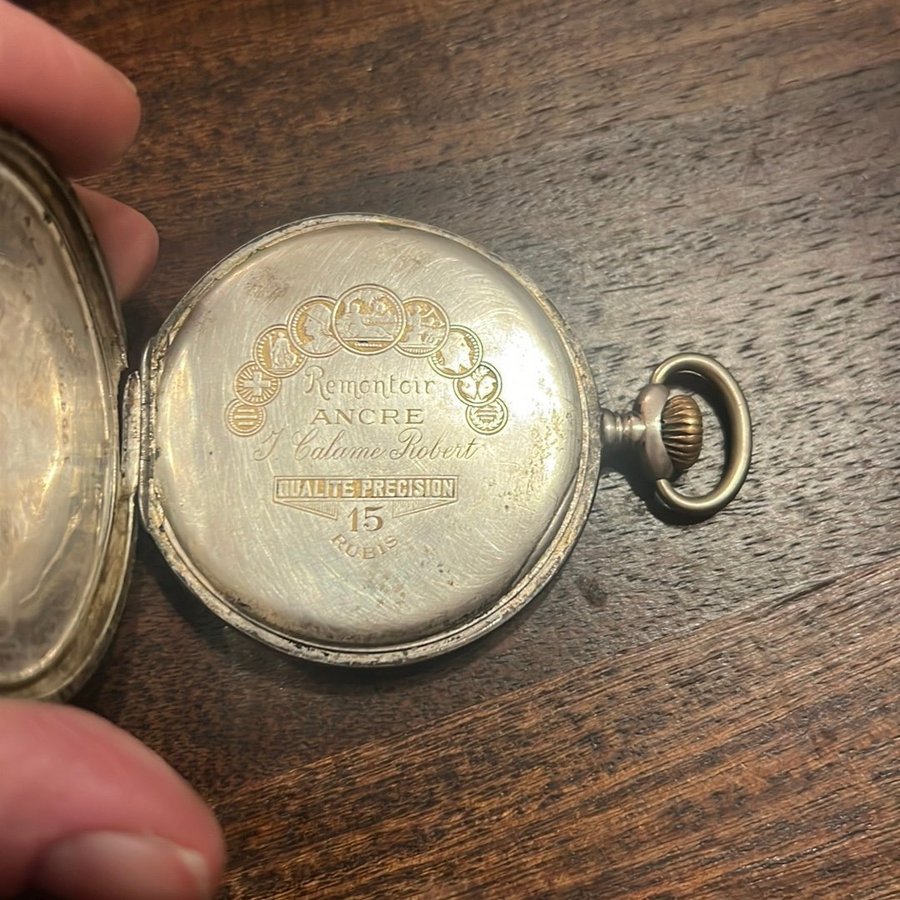 Remontoir
ANCRE
J. Calame Robert
QUALITE PRECISION
15
RUBIS